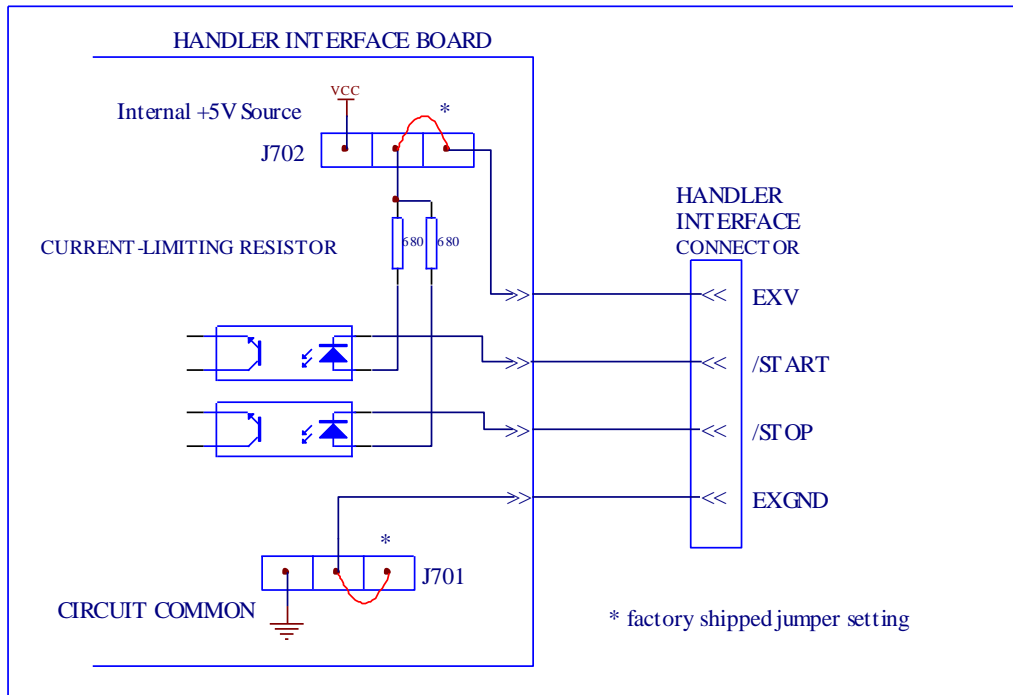 HANDLER INTERFACE BOARD
VCC
Internal +5V Source
*
J702
HANDLER
INTERFACE
CONNECTOR
CURRENT-LIMITING RESISTOR
680
680
EXV
/START
/STOP
EXGND
*
J701
CIRCUIT COMMON
* factory shipped jumper setting